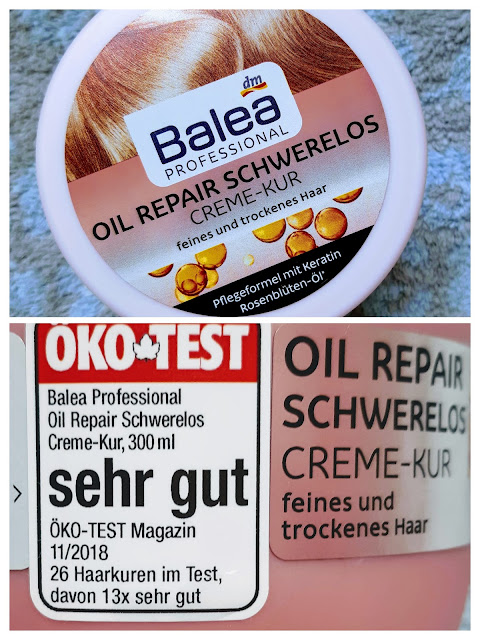 dm
Balea
PROFESSIONAL
OIL REPAIR SCHWERELOS
CREME-KUR
feines und trockenes Haar
Pflegeformel mit Keratin
Rosenblüten-Öl*
ÖKO TEST
Balea Professional
Oil Repair Schwerelos
Creme-Kur, 300 ml
sehr gut
ÖKO-TEST Magazin
11/2018
26 Haarkuren im Test,
davon 13x sehr gut
OIL REPAIR
SCHWERELOS
CREME-KUR
feines und
trockenes Haar